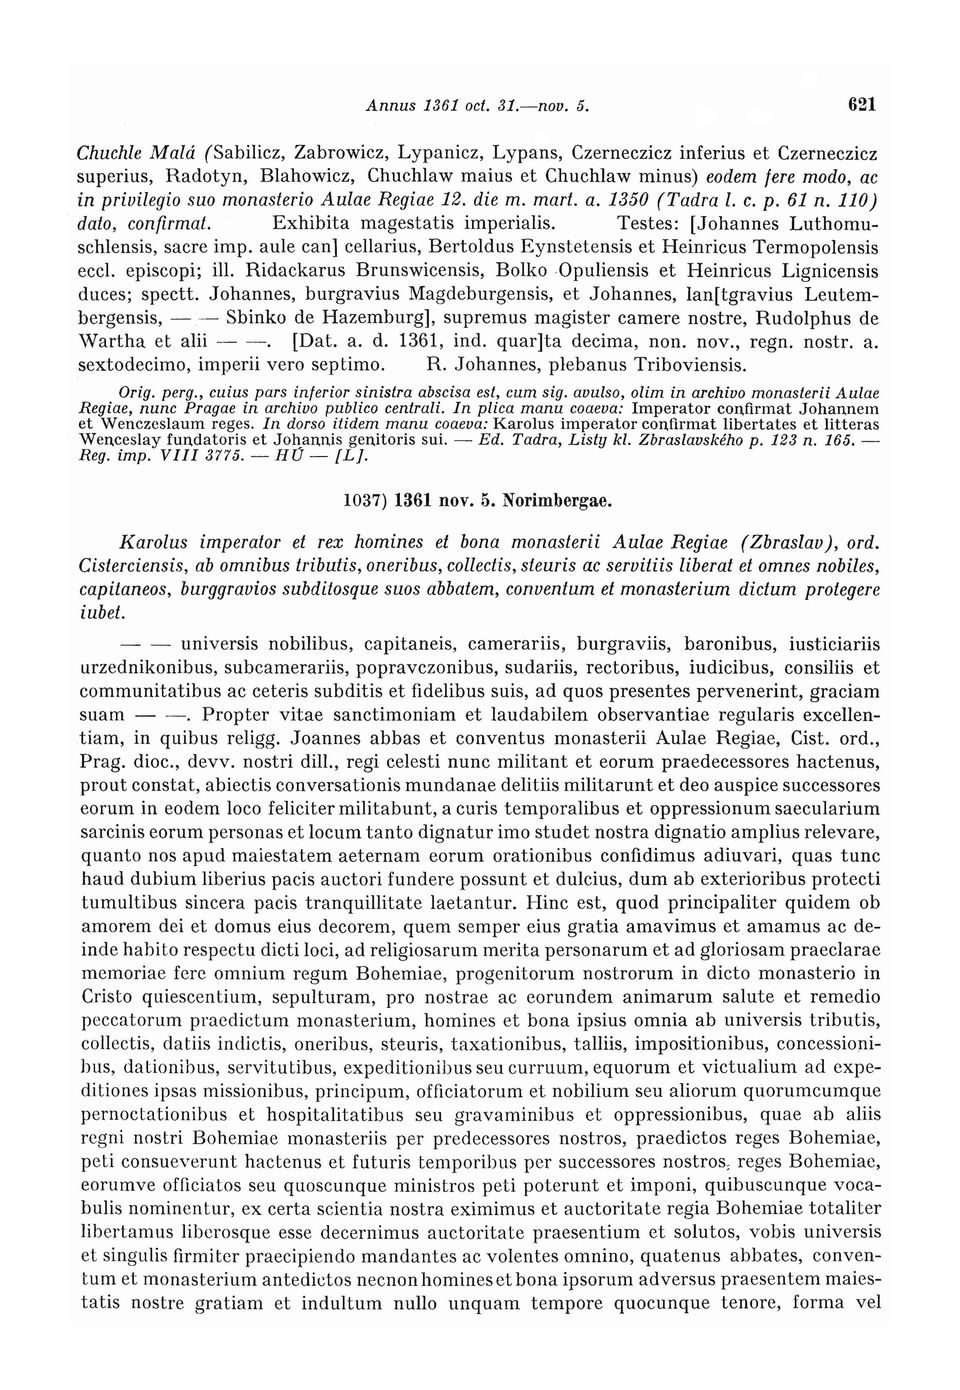 Annus 1361 oct. 31.—nov. 5. 621
Chuchle Malá (Sabilicz, Zabrowicz, Lypanicz, Lypans, Czerneczicz inferius et Czerneczicz
superius, Radotyn, Blahowicz, Chuchlaw maius et Chuchlaw minus) eodem fere modo, ac
in privilegio suo monasterio Aulae Regiae 12. die m. mart. a. 1350 (Tadra l. c. p. 61 n. 110)
dato, confirmat. Exhibita magestatis imperialis. Testes: [Johannes Luthomu-
schlensis, sacre imp. aule can] cellarius, Bertoldus Eynstetensis et Heinricus Termopolensis
eccl. episcopi; ill. Ridackarus Brunswicensis, Bolko Opuliensis et Heinricus Lignicensis
duces; spectt. Johannes, burgravius Magdeburgensis, et Johannes, lan[tgravius Leutem-
bergensis, — — Sbinko de Hazemburg], supremus magister camere nostre, Rudolphus de
Wartha et alii — —. [Dat. a. d. 1361, ind. quar]ta decima, non. nov., regn. nostr. a.
sextodecimo, imperii vero septimo. R. Johannes, plebanus Triboviensis.
Orig. perg., cuius pars inferior sinistra abscisa est, cum sig. avulso, olim in archivo monasterii Aulae
Regiae, nunc Pragae in archivo publico centrali. In plica manu coaeva: Imperator confirmat Johannem
et Wenczeslaum reges. In dorso itidem manu coaeva: Karolus imperator confirmat libertates et litteras
Wenceslay fundatoris et Johannis genitoris sui. — Ed. Tadra, Listy kl. Zbraslavského p. 123 n. 165. —
Reg. imp. VIII 3775. — HÚ — [L].
1037) 1361 nov. 5. Norimbergae.
Karolus imperator et rex homines et bona monasterii Aulae Regiae (Zbraslav), ord.
Cisterciensis, ab omnibus tributis, oneribus, collectis, steuris ac servitiis liberat et omnes nobiles,
capitaneos, burggravios subditosque suos abbatem, conventum et monasterium dictum protegere
iubet.
— — universis nobilibus, capitaneis, camerariis, burgraviis, baronibus, iusticiariis
urzednikonibus, subcamerariis, popravczonibus, sudariis, rectoribus, iudicibus, consiliis et
communitatibus ac ceteris subditis et fidelibus suis, ad quos presentes pervenerint, graciam
suam — —. Propter vitae sanctimoniam et laudabilem observantiae regularis excellen-
tiam, in quibus religg. Joannes abbas et conventus monasterii Aulae Regiae, Cist. ord.,
Prag. dioc., devv. nostri dill., regi celesti nunc militant et eorum praedecessores hactenus,
prout constat, abiectis conversationis mundanae delitiis militarunt et deo auspice successores
eorum in eodem loco feliciter militabunt, a curis temporalibus et oppressionum saecularium
sarcinis eorum personas et locum tanto dignatur imo studet nostra dignatio amplius relevare,
quanto nos apud maiestatem aeternam eorum orationibus confidimus adiuvari, quas tunc
haud dubium liberius pacis auctori fundere possunt et dulcius, dum ab exterioribus protecti
tumultibus sincera pacis tranquillitate laetantur. Hinc est, quod principaliter quidem ob
amorem dei et domus eius decorem, quem semper eius gratia amavimus et amamus ac de-
inde habito respectu dicti loci, ad religiosarum merita personarum et ad gloriosam praeclarae
memoriae fere omnium regum Bohemiae, progenitorum nostrorum in dicto monasterio in
Cristo quiescentium, sepulturam, pro nostrae ac eorundem animarum salute et remedio
peccatorum praedictum monasterium, homines et bona ipsius omnia ab universis tributis,
collectis, datiis indictis, oneribus, steuris, taxationibus, talliis, impositionibus, concessioni-
bus, dationibus, servitutibus, expeditionibus seu curruum, equorum et victualium ad expe-
ditiones ipsas missionibus, principum, officiatorum et nobilium seu aliorum quorumcumque
pernoctationibus et hospitalitatibus seu gravaminibus et oppressionibus, quae ab aliis
regni nostri Bohemiae monasteriis per predecessores nostros, praedictos reges Bohemiae,
peti consueverunt hactenus et futuris temporibus per successores nostros, reges Bohemiae,
eorumve officiatos seu quoscunque ministros peti poterunt et imponi, quibuscunque voca-
bulis nominentur, ex certa scientia nostra eximimus et auctoritate regia Bohemiae totaliter
libertamus liberosque esse decernimus auctoritate praesentium et solutos, vobis universis
et singulis firmiter praecipiendo mandantes ac volentes omnino, quatenus abbates, conven-
tum et monasterium antedictos necnon homines et bona ipsorum adversus praesentem maies-
tatis nostre gratiam et indultum nullo unquam tempore quocunque tenore, forma vel